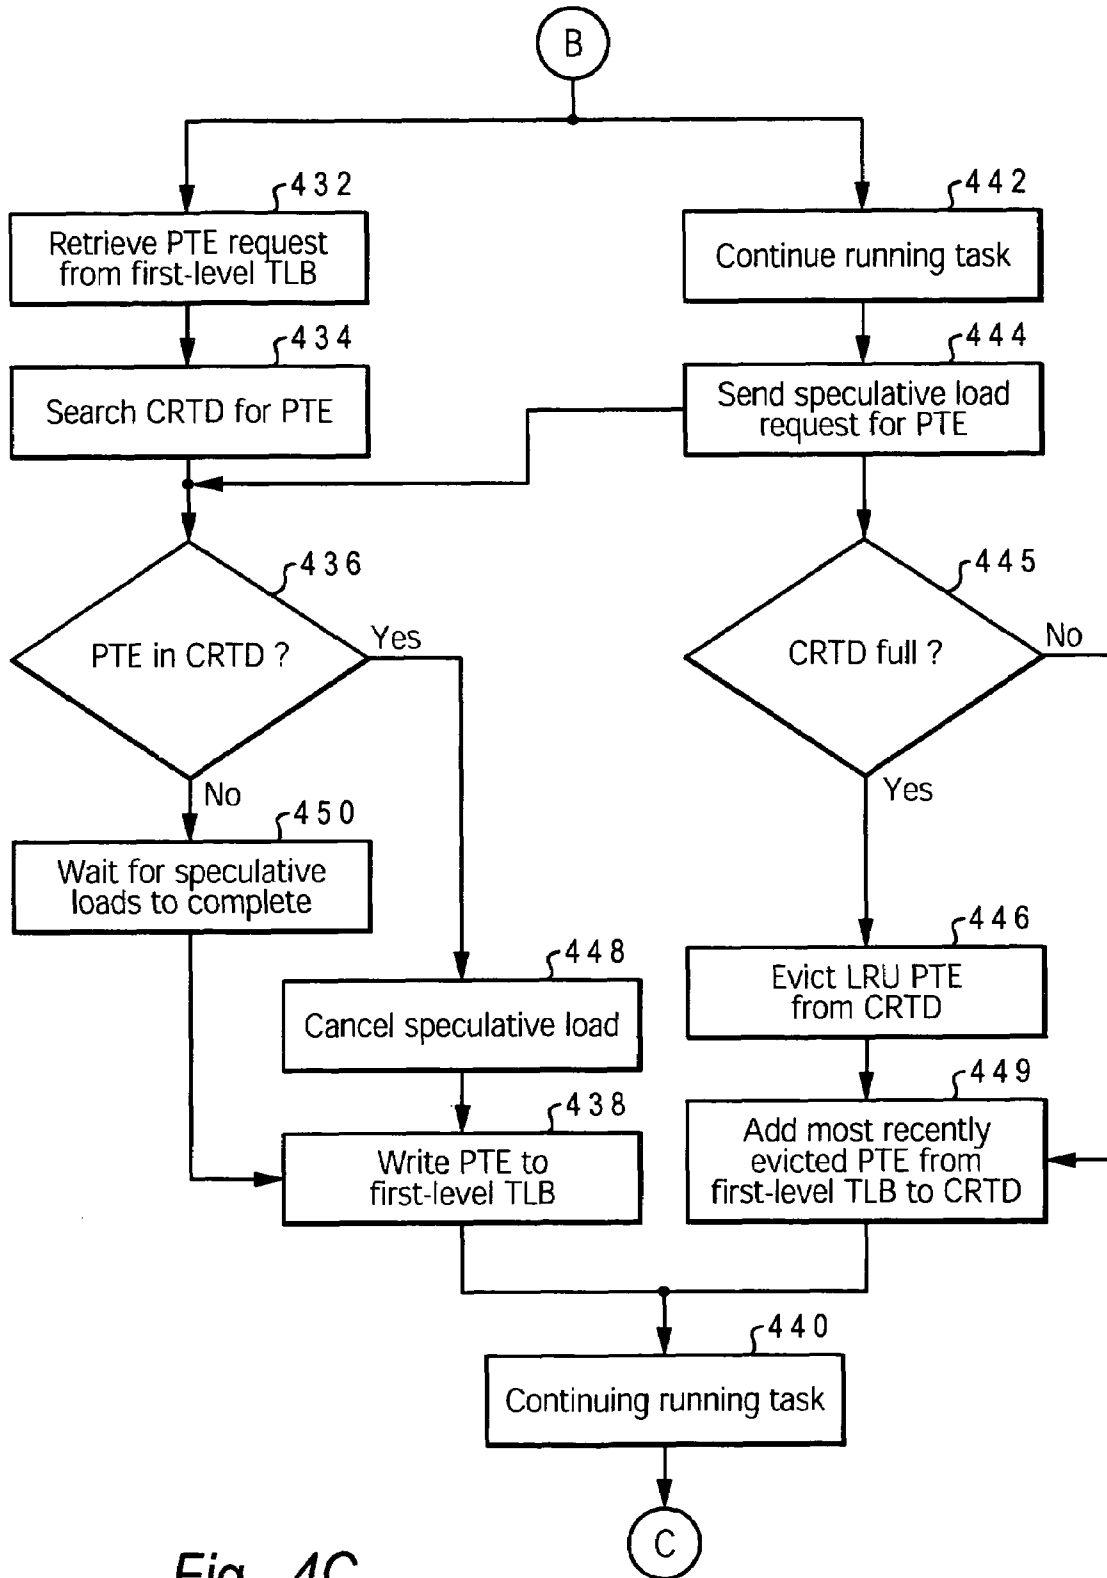 B
432
Retrieve PTE request
from first-level TLB
442
Continue running task
434
Search CRTD for PTE
444
Send speculative load
request for PTE
436
PTE in CRTD ?
Yes
No
445
CRTD full ?
No
Yes
450
Wait for speculative
loads to complete
446
Evict LRU PTE
from CRTD
448
Cancel speculative load
449
Add most recently
evicted PTE from
first-level TLB to CRTD
438
Write PTE to
first-level TLB
440
Continuing running task
C
Fig. 4C